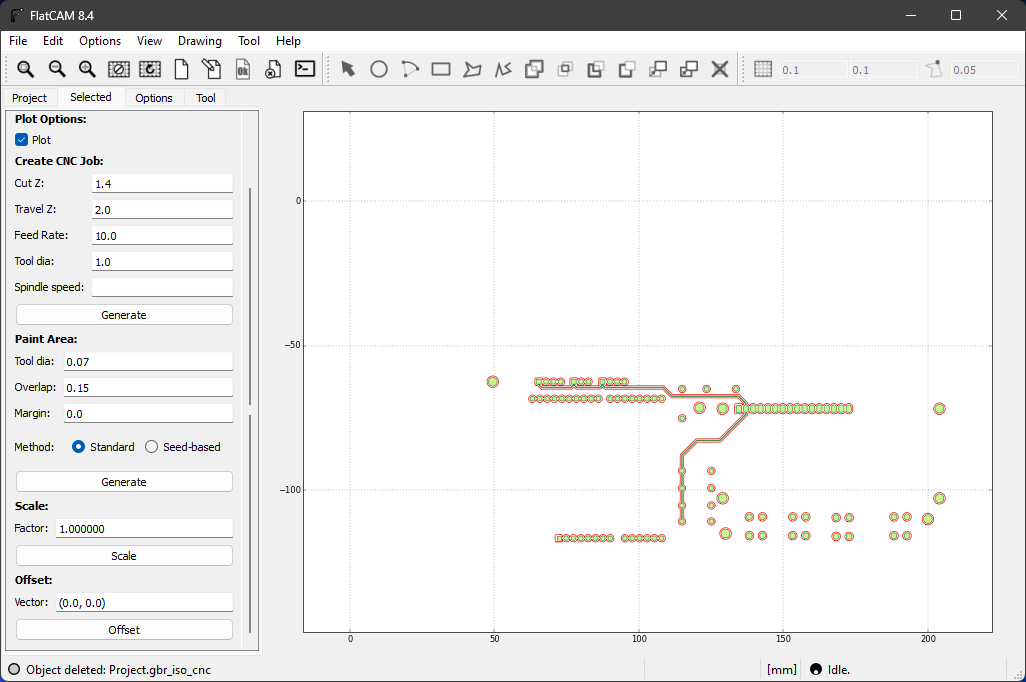 FlatCAM 8.4
File Edit Options View Drawing Tool Help
Ok 0.1 0.1 0.05
Project Selected Options Tool
Plot Options:
Plot
Create CNC Job:
Cut Z: 1.4
Travel Z: 2.0
Feed Rate: 10.0
Tool dia: 1.0
Spindle speed:
Generate
Paint Area:
Tool dia: 0.07
Overlap: 0.15
Margin: 0.0
Method: Standard Seed-based
Generate
Scale:
Factor: 1.000000
Scale
Offset:
Vector: (0.0, 0.0)
Offset
0
−50
−100
0 50 100 150 200
Object deleted: Project.gbr_iso_cnc [mm] Idle.